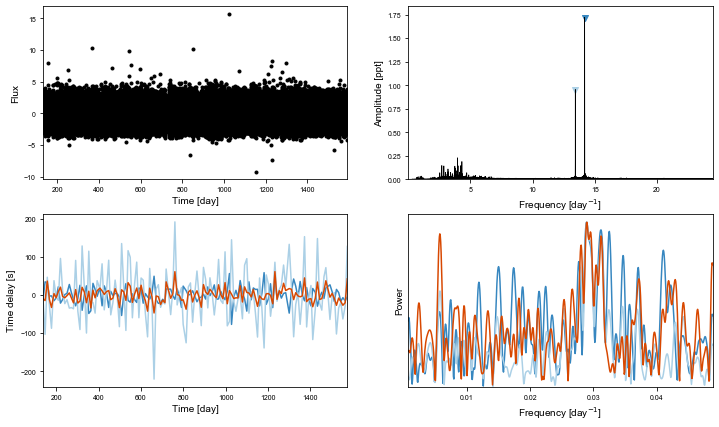 Flux
15
10
5
0
−5
−10
200 400 600 800 1000 1200 1400
Time [day]
Amplitude [ppt]
1.75
1.50
1.25
1.00
0.75
0.50
0.25
0.00
5 10 15 20
Frequency [day⁻¹]
Time delay [s]
200
100
0
−100
−200
200 400 600 800 1000 1200 1400
Time [day]
Power
0.01 0.02 0.03 0.04
Frequency [day⁻¹]